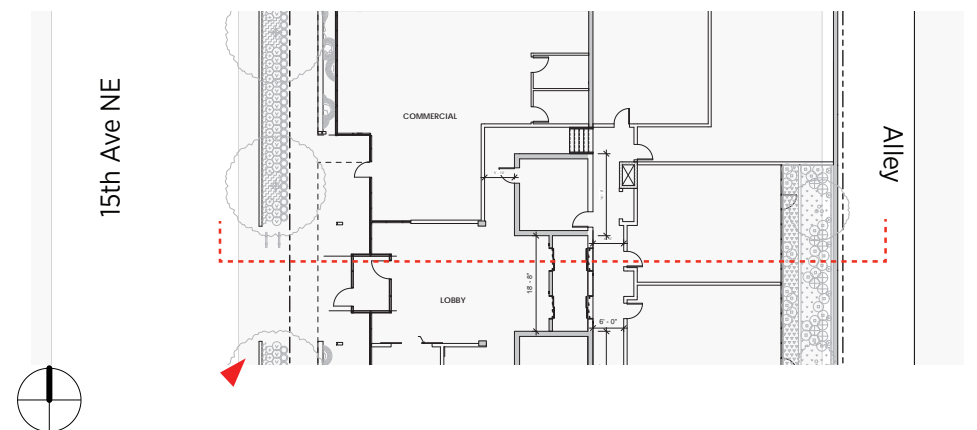 15th Ave NE
COMMERCIAL
Alley
18' - 8"
LOBBY
6' - 0"